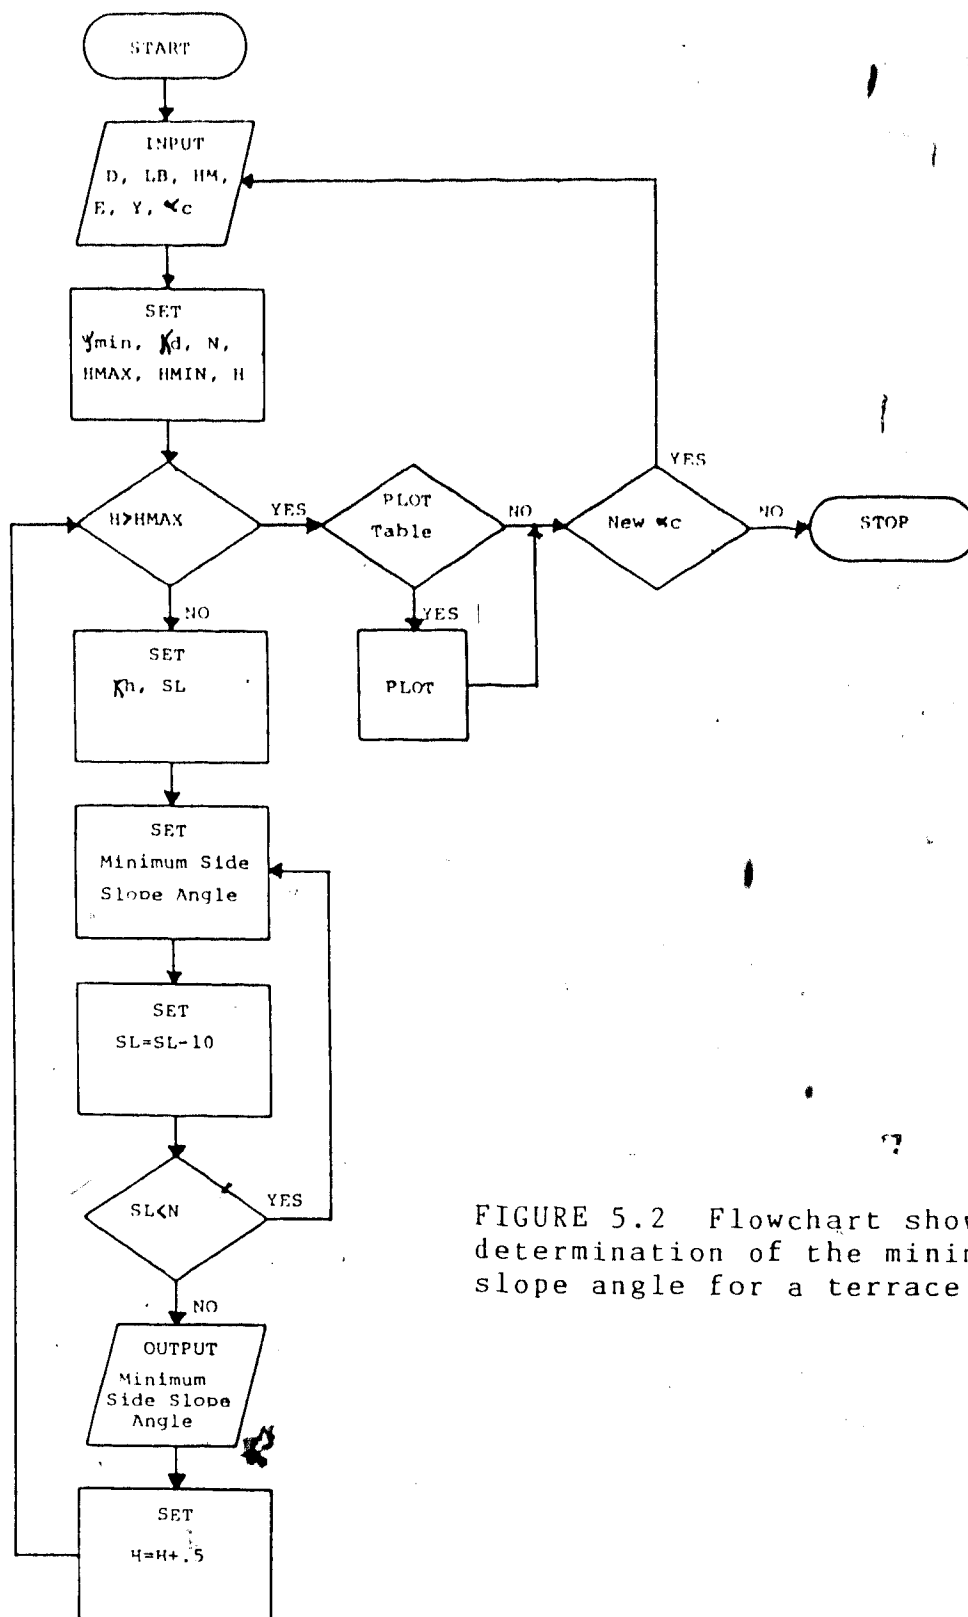 START
INPUT
D, LB, HM,
E, Y, αc
SET
γmin, Kd, N,
HMAX, HMIN, H
H>HMAX
YES
PLOT
Table
NO
New αc
YES
NO
STOP
NO
YES
PLOT
SET
Kh, SL
SET
Minimum Side
Slope Angle
SET
SL=SL-10
SL<N
YES
NO
OUTPUT
Minimum
Side Slope
Angle
SET
H=H+.5
FIGURE 5.2 Flowchart show
determination of the minim
slope angle for a terrace